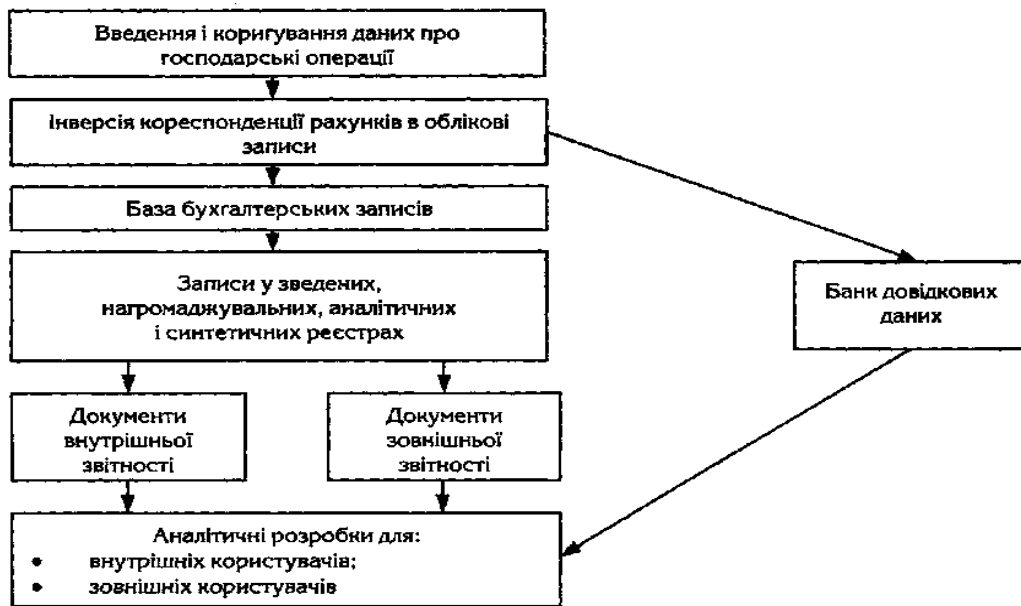 Введення і коригування даних про
господарські операції
Інверсія кореспонденції рахунків в облікові
записи
База бухгалтерських записів
Записи у зведених,
нагромаджувальних, аналітичних
і синтетичних реєстрах
Банк довідкових
даних
Документи
внутрішньої
звітності
Документи
зовнішньої
звітності
Аналітичні розробки для:
• внутрішніх користувачів;
• зовнішніх користувачів